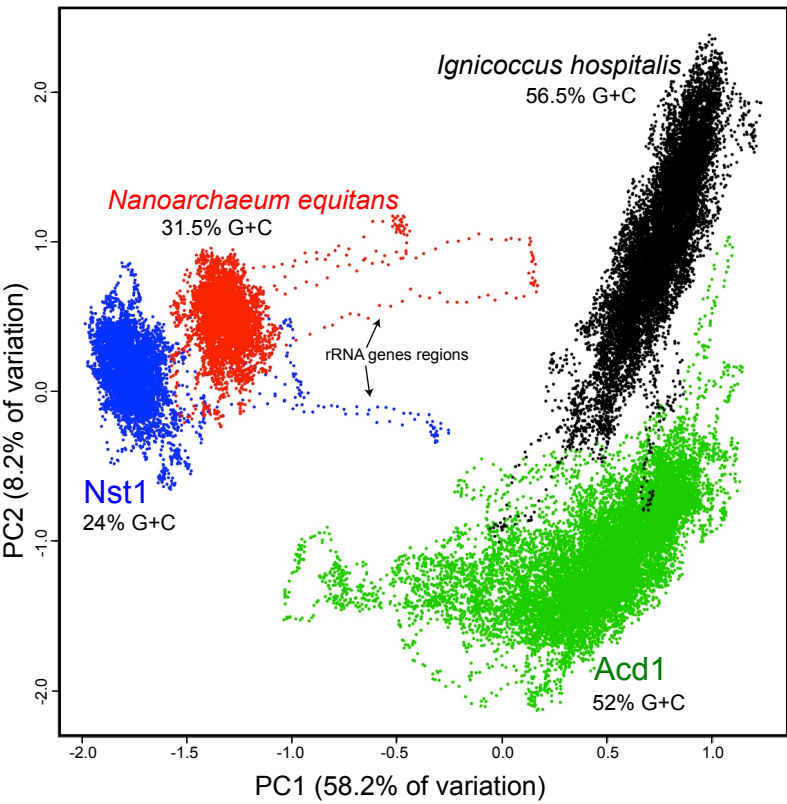 Ignicoccus hospitalis
56.5% G+C
Nanoarchaeum equitans
31.5% G+C
rRNA genes regions
Nst1
24% G+C
Acd1
52% G+C
PC2 (8.2% of variation)
2.0
1.0
0.0
-1.0
-2.0
-2.0 -1.5 -1.0 -0.5 0.0 0.5 1.0
PC1 (58.2% of variation)